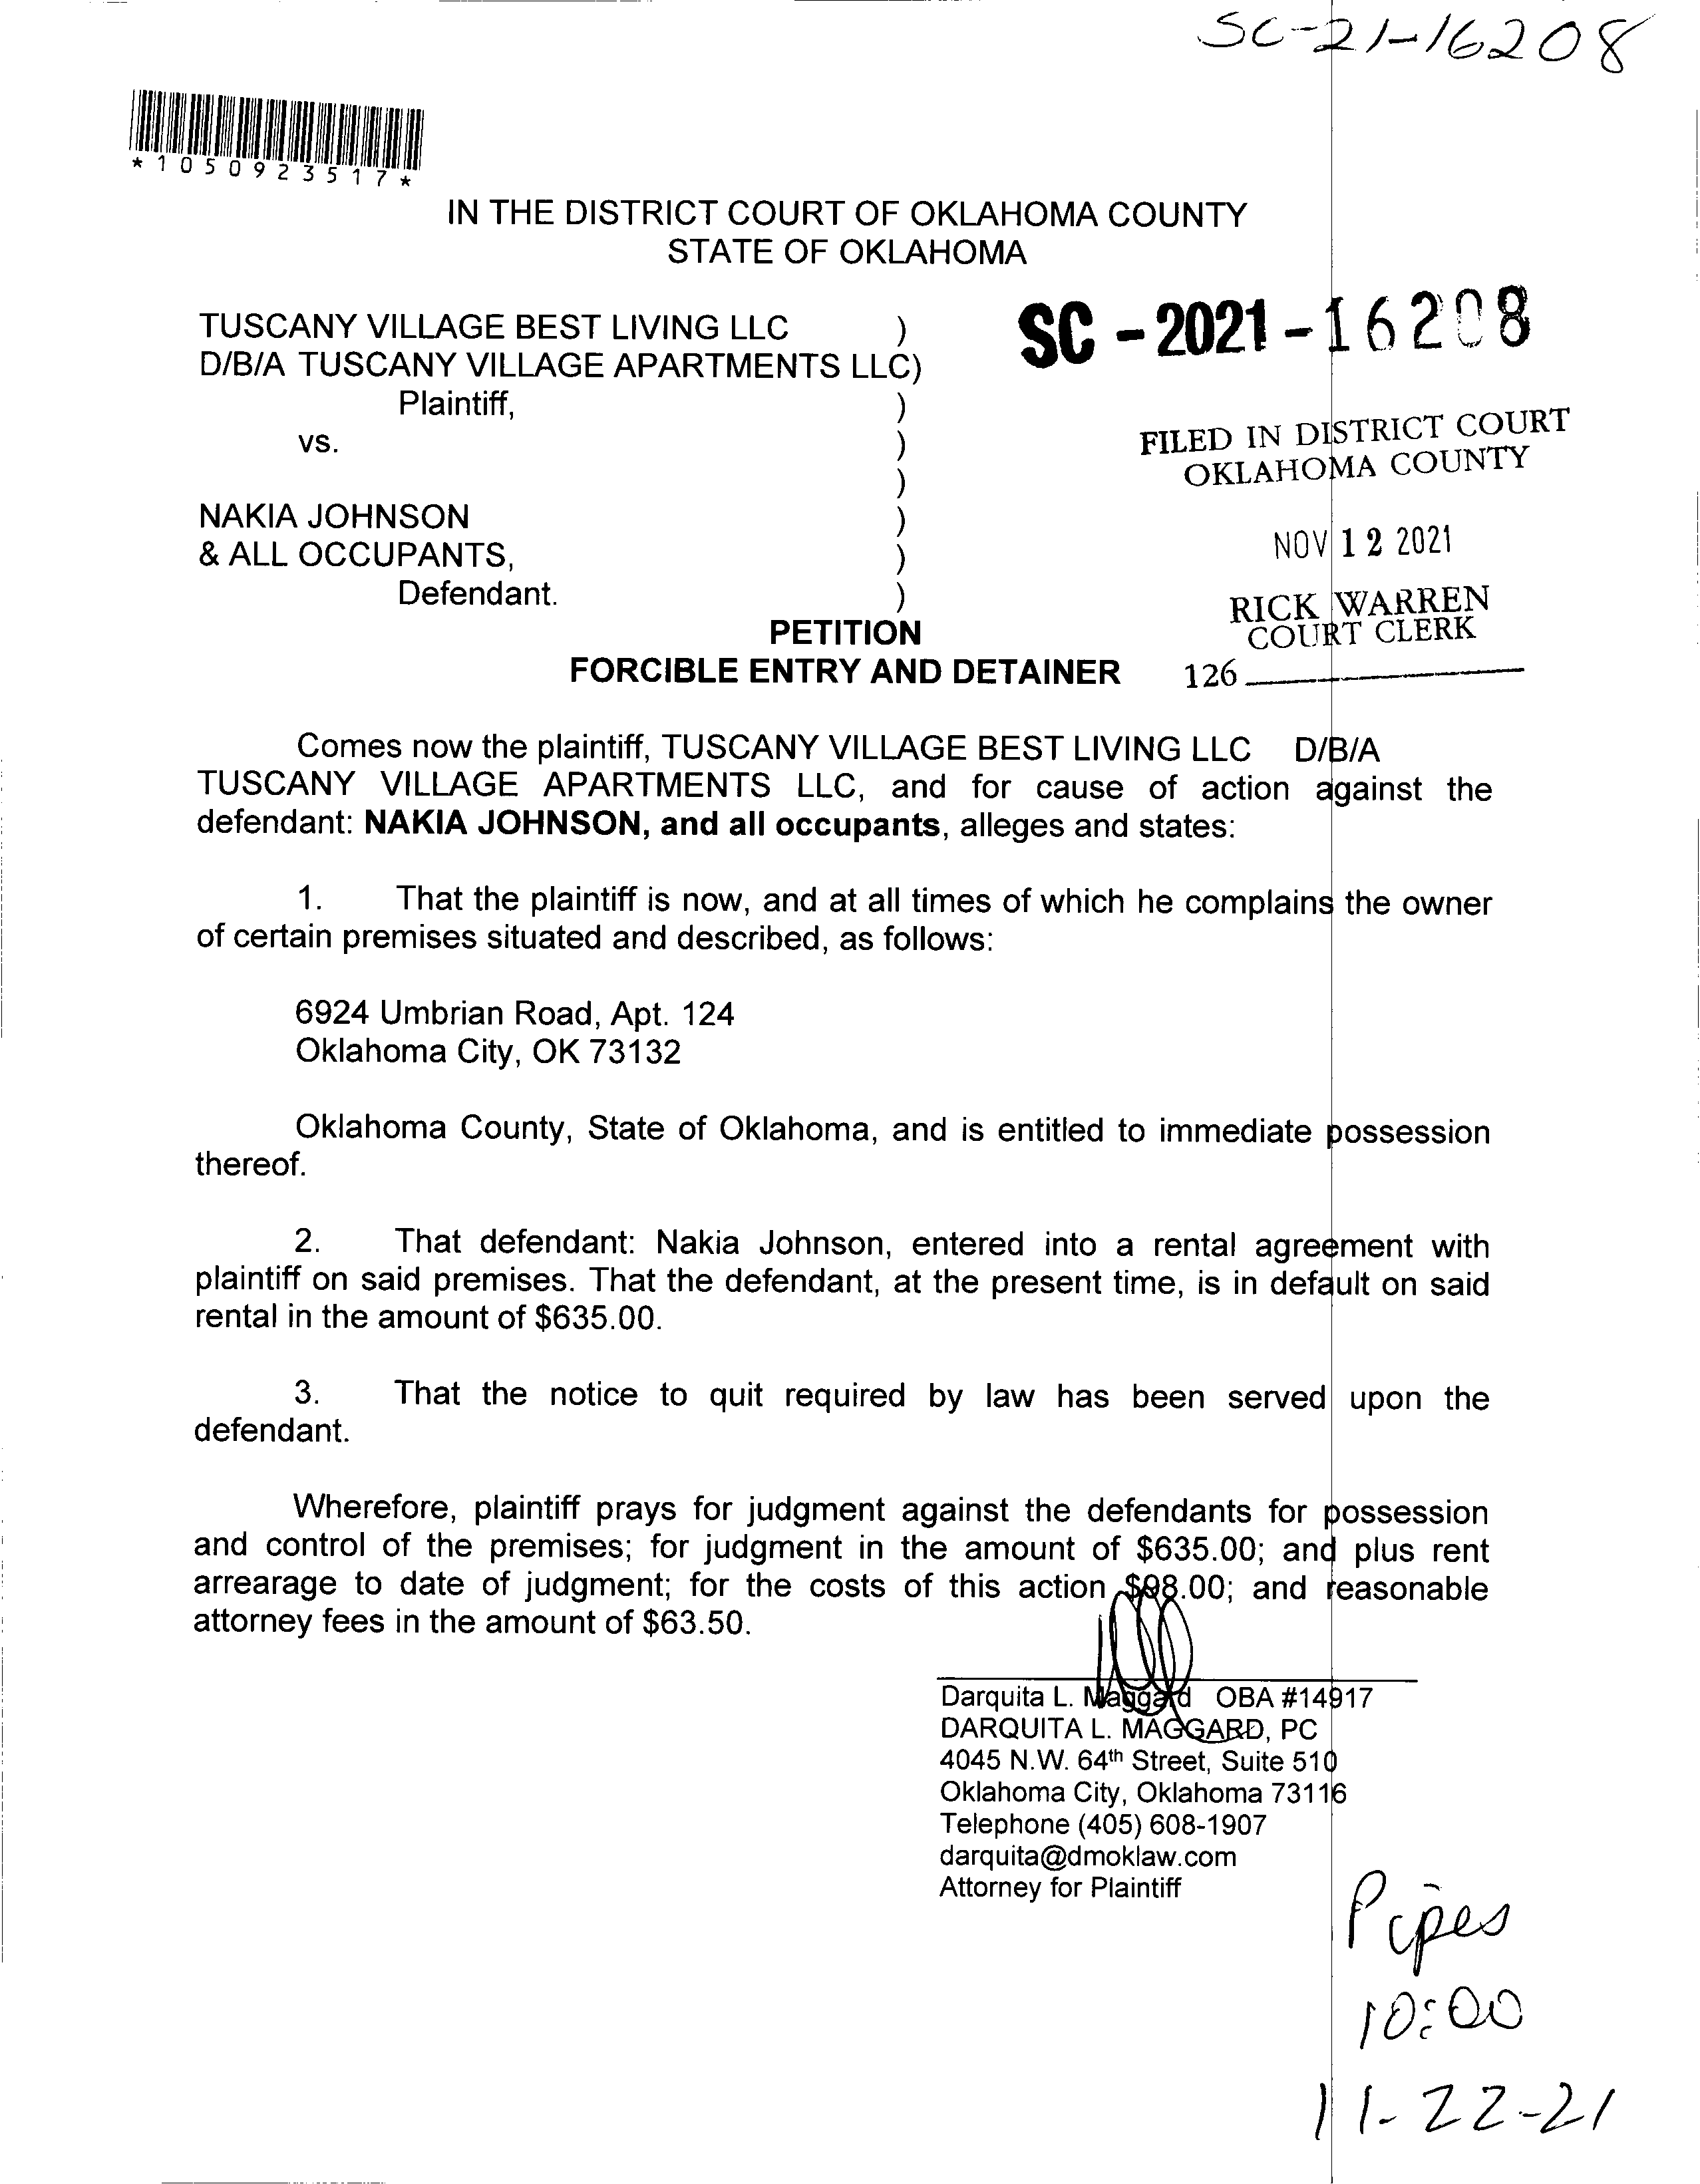 SC-21-16208
*1050923517*
IN THE DISTRICT COURT OF OKLAHOMA COUNTY
STATE OF OKLAHOMA
TUSCANY VILLAGE BEST LIVING LLC )
D/B/A TUSCANY VILLAGE APARTMENTS LLC)
Plaintiff, )
vs. )
)
NAKIA JOHNSON )
& ALL OCCUPANTS, )
Defendant. )
SC - 2021 - 16208
FILED IN DISTRICT COURT
OKLAHOMA COUNTY
NOV 12 2021
RICK WARREN
COURT CLERK
126
PETITION
FORCIBLE ENTRY AND DETAINER
Comes now the plaintiff, TUSCANY VILLAGE BEST LIVING LLC D/B/A
TUSCANY VILLAGE APARTMENTS LLC, and for cause of action against the
defendant: NAKIA JOHNSON, and all occupants, alleges and states:
1. That the plaintiff is now, and at all times of which he complains the owner
of certain premises situated and described, as follows:
6924 Umbrian Road, Apt. 124
Oklahoma City, OK 73132
Oklahoma County, State of Oklahoma, and is entitled to immediate possession
thereof.
2. That defendant: Nakia Johnson, entered into a rental agreement with
plaintiff on said premises. That the defendant, at the present time, is in default on said
rental in the amount of $635.00.
3. That the notice to quit required by law has been served upon the
defendant.
Wherefore, plaintiff prays for judgment against the defendants for possession
and control of the premises; for judgment in the amount of $635.00; and plus rent
arrearage to date of judgment; for the costs of this action $98.00; and reasonable
attorney fees in the amount of $63.50.
Darquita L. Maggard OBA #14917
DARQUITA L. MAGGARD, PC
4045 N.W. 64th Street, Suite 510
Oklahoma City, Oklahoma 73116
Telephone (405) 608-1907
darquita@dmoklaw.com
Attorney for Plaintiff
Pipes
10:00
11-22-21